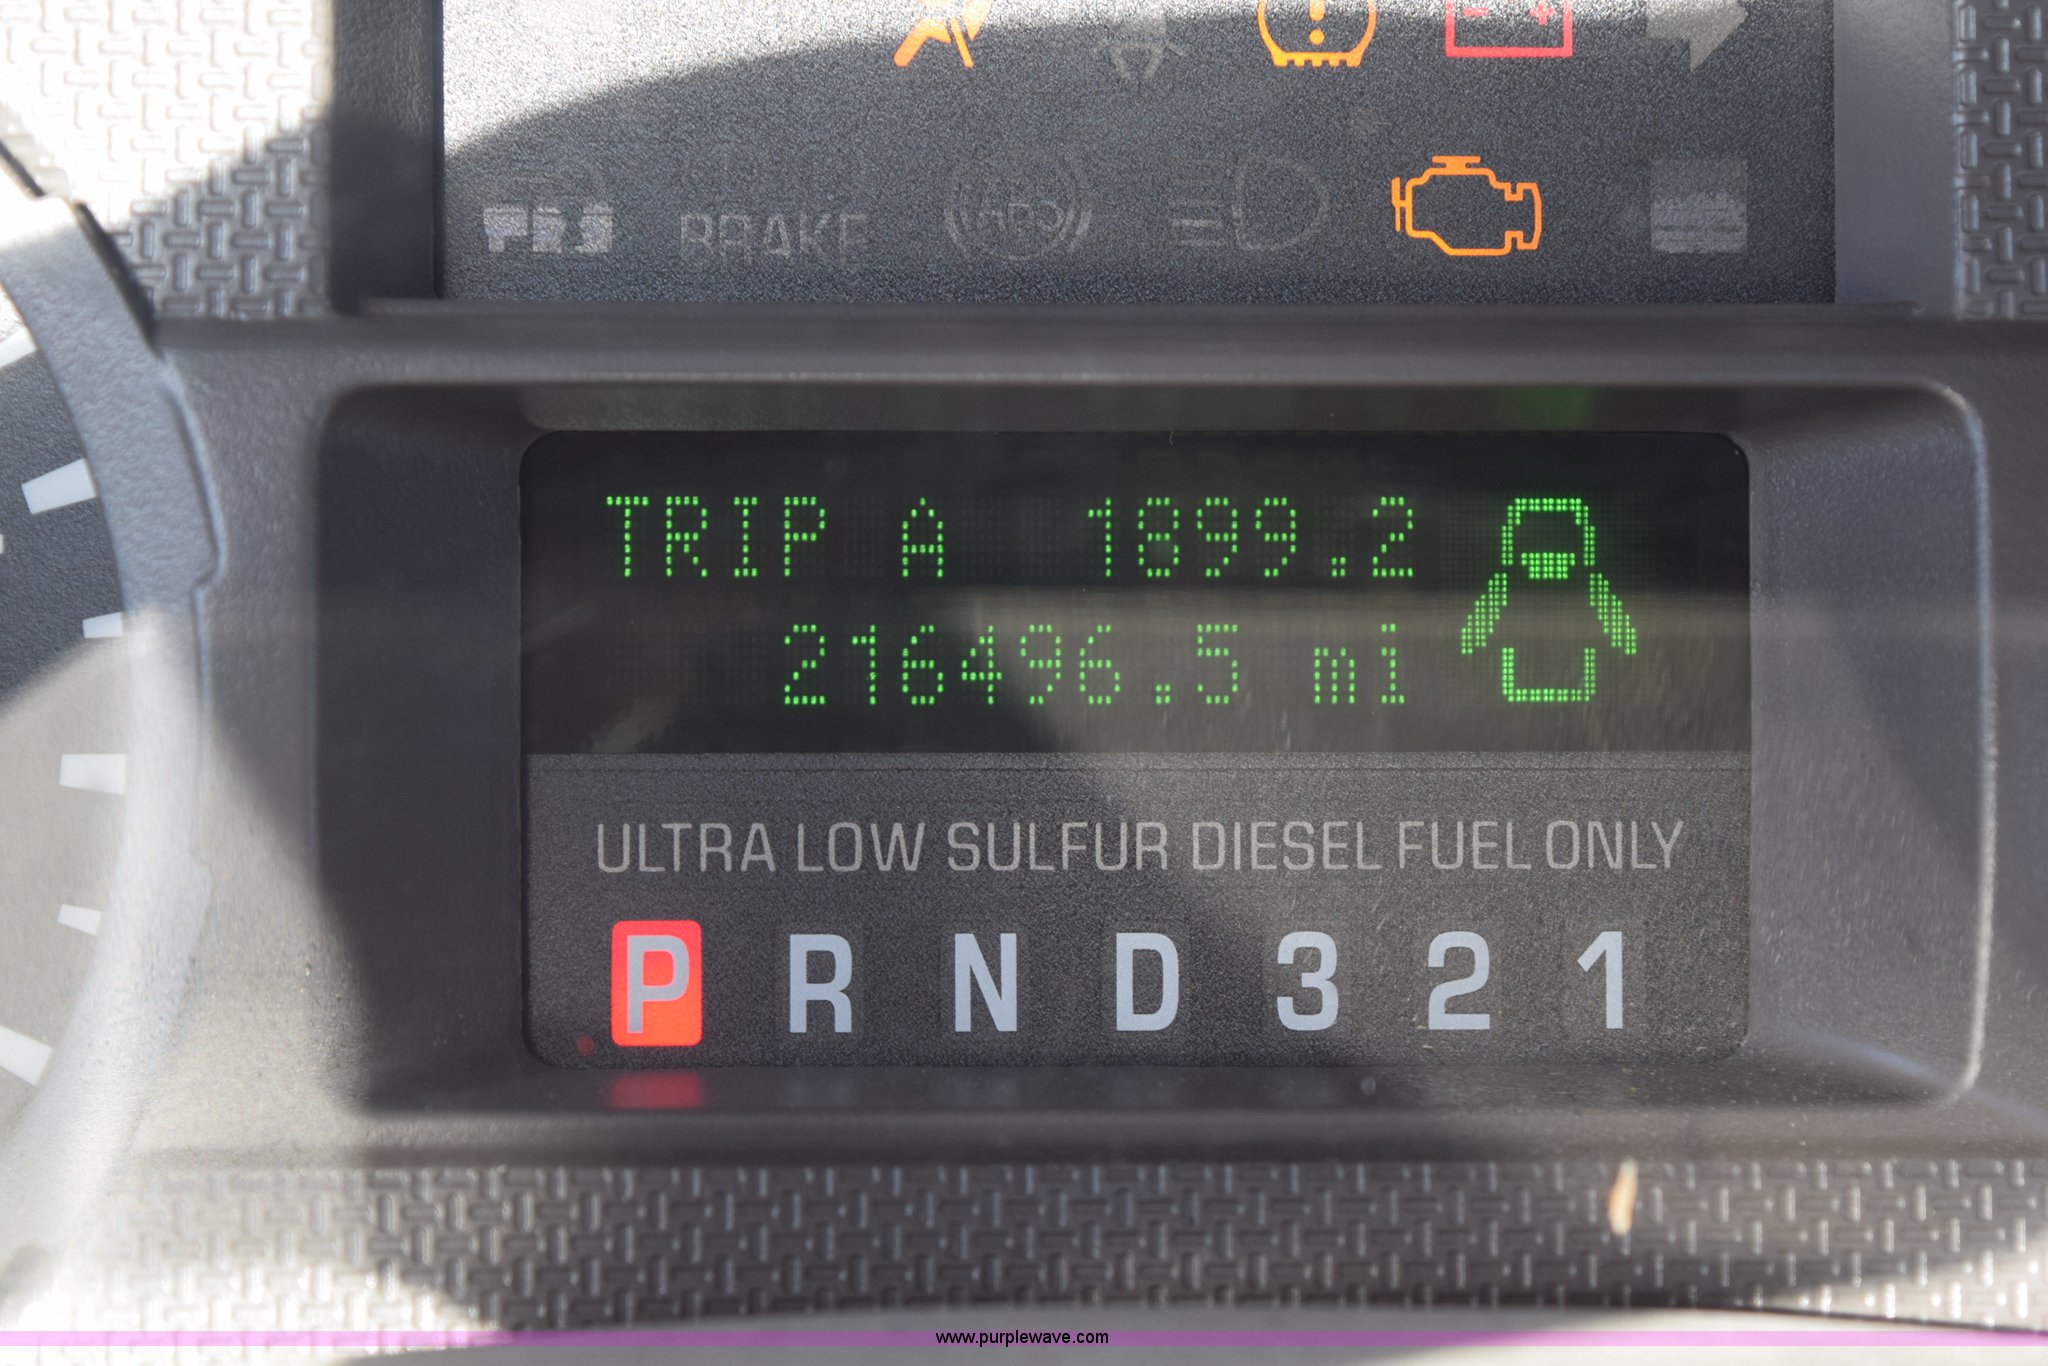 BRAKE
TRIP A 1899.2
216496.5 mi
ULTRA LOW SULFUR DIESEL FUEL ONLY
P R N D 3 2 1
www.purplewave.com